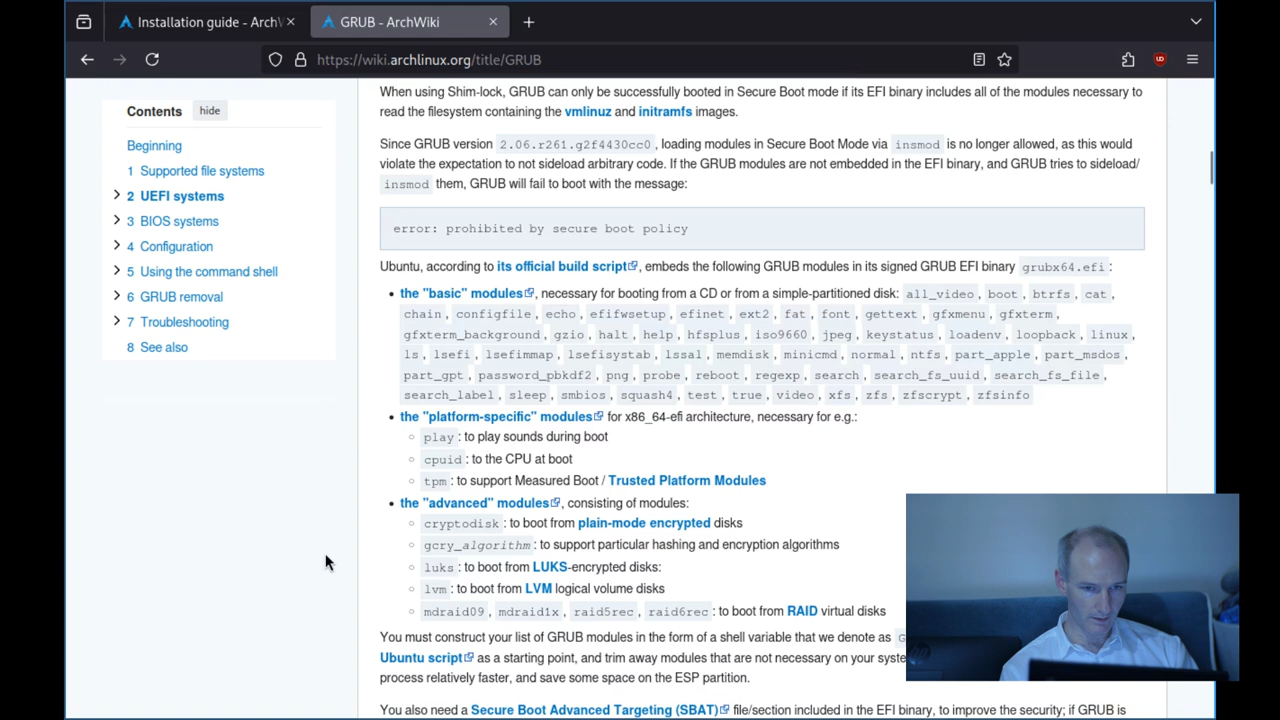 Installation guide - ArchW
GRUB - ArchWiki
https://wiki.archlinux.org/title/GRUB
Contents hide
Beginning
1 Supported file systems
2 UEFI systems
3 BIOS systems
4 Configuration
5 Using the command shell
6 GRUB removal
7 Troubleshooting
8 See also
When using Shim-lock, GRUB can only be successfully booted in Secure Boot mode if its EFI binary includes all of the modules necessary to
read the filesystem containing the vmlinuz and initramfs images.
Since GRUB version 2.06.r261.g2f4430cc0, loading modules in Secure Boot Mode via insmod is no longer allowed, as this would
violate the expectation to not sideload arbitrary code. If the GRUB modules are not embedded in the EFI binary, and GRUB tries to sideload/
insmod them, GRUB will fail to boot with the message:
error: prohibited by secure boot policy
Ubuntu, according to its official build script, embeds the following GRUB modules in its signed GRUB EFI binary grubx64.efi:
• the "basic" modules, necessary for booting from a CD or from a simple-partitioned disk: all_video, boot, btrfs, cat,
chain, configfile, echo, efifwsetup, efinet, ext2, fat, font, gettext, gfxmenu, gfxterm,
gfxterm_background, gzio, halt, help, hfsplus, iso9660, jpeg, keystatus, loadenv, loopback, linux,
ls, lsefi, lsefimmap, lsefisystab, lssal, memdisk, minicmd, normal, ntfs, part_apple, part_msdos,
part_gpt, password_pbkdf2, png, probe, reboot, regexp, search, search_fs_uuid, search_fs_file,
search_label, sleep, smbios, squash4, test, true, video, xfs, zfs, zfscrypt, zfsinfo
• the "platform-specific" modules for x86_64-efi architecture, necessary for e.g.:
◦ play: to play sounds during boot
◦ cpuid: to the CPU at boot
◦ tpm: to support Measured Boot / Trusted Platform Modules
• the "advanced" modules, consisting of modules:
◦ cryptodisk: to boot from plain-mode encrypted disks
◦ gcry_algorithm: to support particular hashing and encryption algorithms
◦ luks: to boot from LUKS-encrypted disks:
◦ lvm: to boot from LVM logical volume disks
◦ mdraid09, mdraid1x, raid5rec, raid6rec: to boot from RAID virtual disks
You must construct your list of GRUB modules in the form of a shell variable that we denote as G
Ubuntu script as a starting point, and trim away modules that are not necessary on your syste
process relatively faster, and save some space on the ESP partition.
You also need a Secure Boot Advanced Targeting (SBAT) file/section included in the EFI binary, to improve the security; if GRUB is